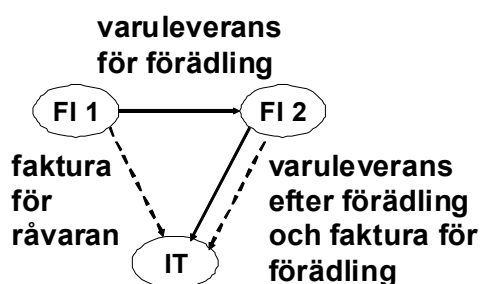 varuleverans
för förädling
FI 1
FI 2
faktura
för
råvaran
varuleverans
efter förädling
och faktura för
förädling
IT